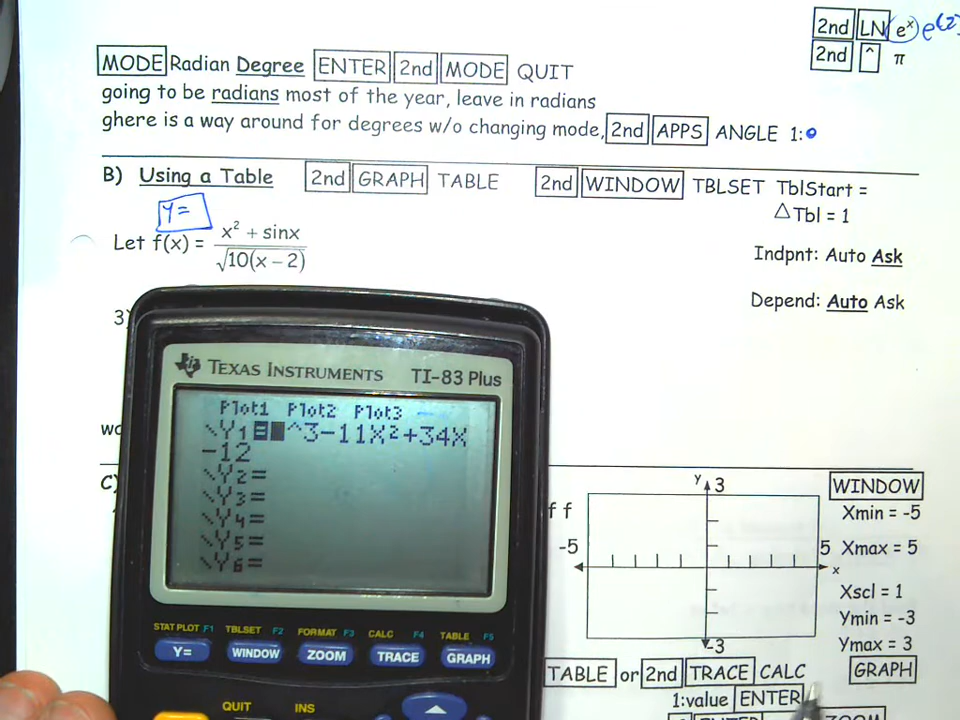 2nd LN eˣ e^(2)
2nd ^ π
MODE Radian Degree ENTER 2nd MODE QUIT
going to be radians most of the year, leave in radians
ghere is a way around for degrees w/o changing mode, 2nd APPS ANGLE 1:°
B) Using a Table 2nd GRAPH TABLE 2nd WINDOW TBLSET TblStart =
△Tbl = 1
Y=
Let f(x) = x² + sinx / √10(x – 2)
Indpnt: Auto Ask
Depend: Auto Ask
3)
TEXAS INSTRUMENTS TI-83 Plus
Plot1 Plot2 Plot3
\Y1=■^3-11X²+34X
-12
\Y2=
\Y3=
\Y4=
\Y5=
\Y6=
C)
f f
y 3
-5 5 x
-3
WINDOW
Xmin = -5
Xmax = 5
Xscl = 1
Ymin = -3
Ymax = 3
STAT PLOT F1 TBLSET F2 FORMAT F3 CALC F4 TABLE F5
Y= WINDOW ZOOM TRACE GRAPH
QUIT INS
TABLE or 2nd TRACE CALC GRAPH
1:value ENTER
ZOOM